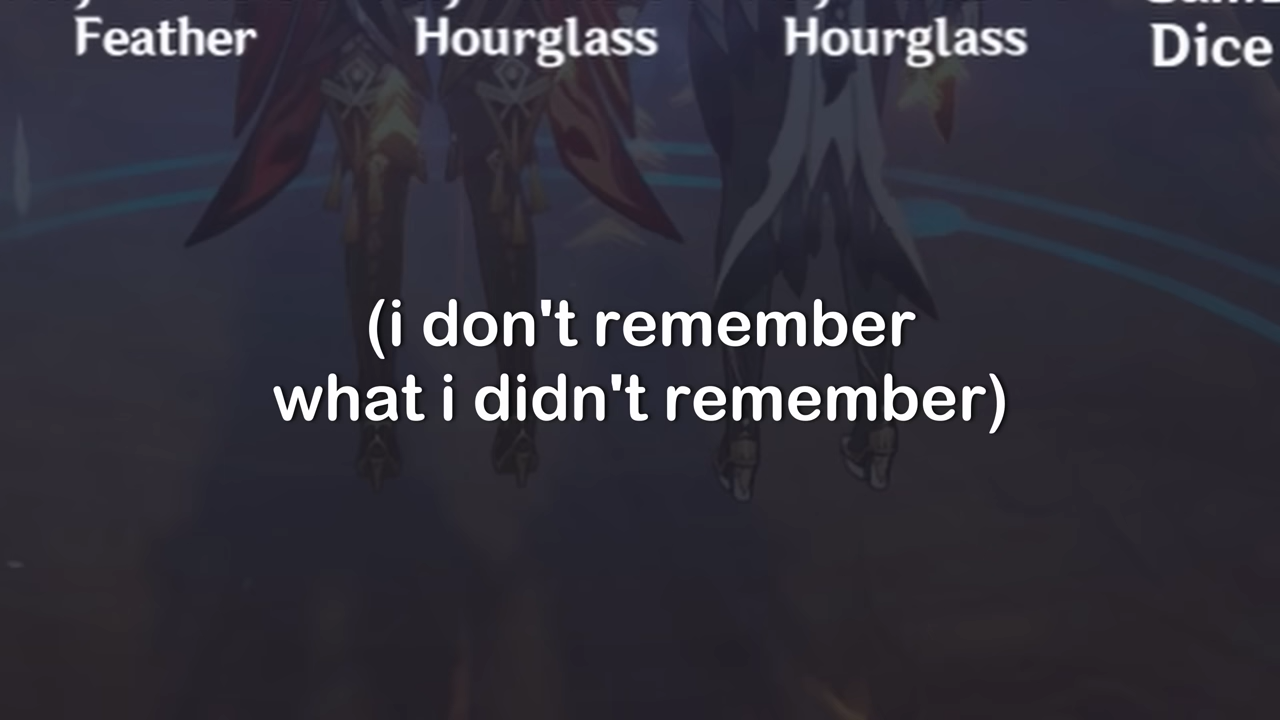 Feather Hourglass Hourglass Dice
(i don't remember
what i didn't remember)